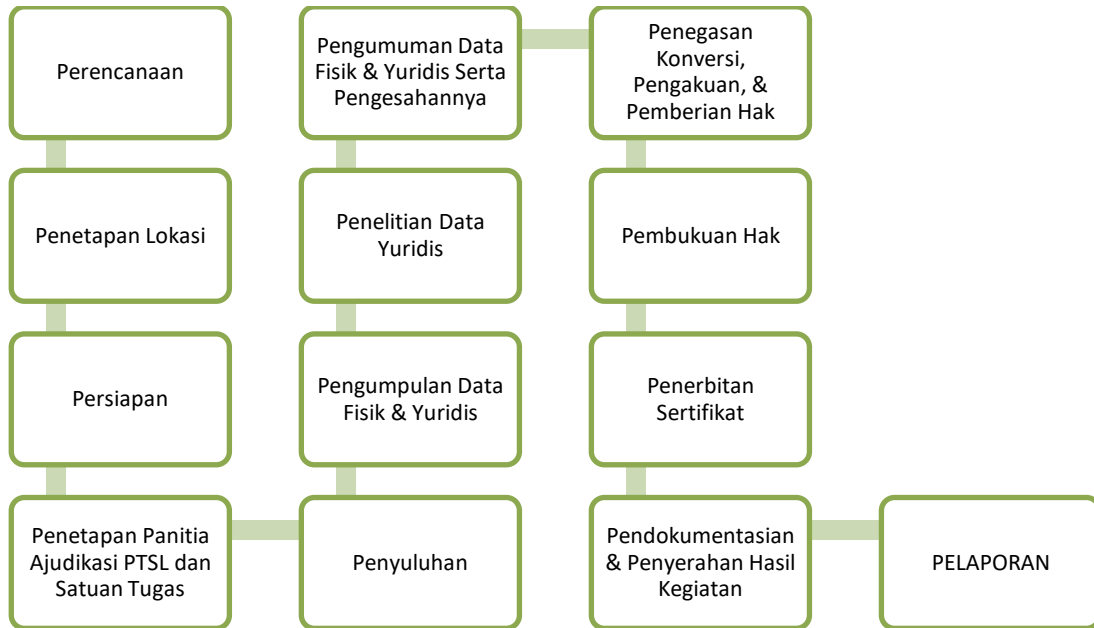 Perencanaan
Penetapan Lokasi
Persiapan
Penetapan Panitia
Ajudikasi PTSL dan
Satuan Tugas
Penyuluhan
Pengumpulan Data
Fisik & Yuridis
Penelitian Data
Yuridis
Pengumuman Data
Fisik & Yuridis Serta
Pengesahannya
Penegasan
Konversi,
Pengakuan, &
Pemberian Hak
Pembukuan Hak
Penerbitan
Sertifikat
Pendokumentasian
& Penyerahan Hasil
Kegiatan
PELAPORAN